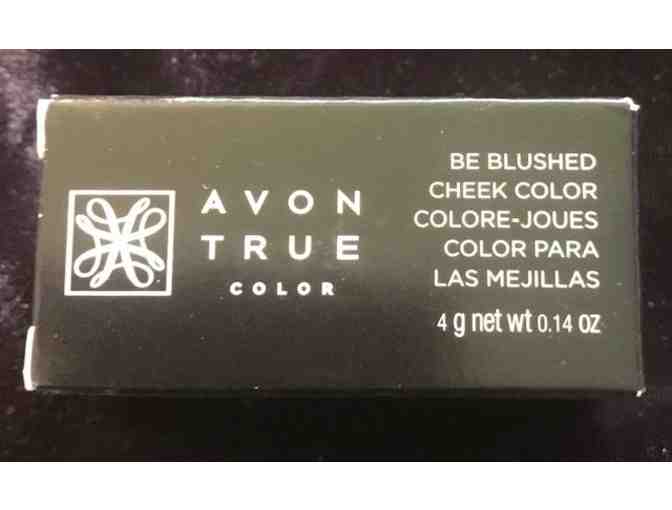 AVON
TRUE
COLOR
BE BLUSHED
CHEEK COLOR
COLORE-JOUES
COLOR PARA
LAS MEJILLAS
4 g net wt 0.14 oz